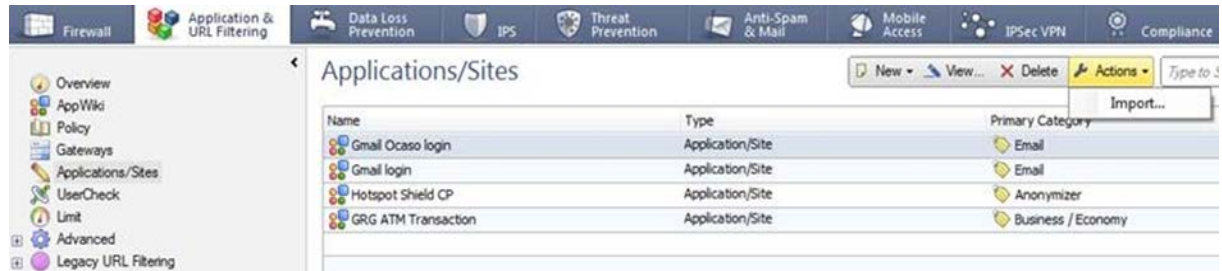 Firewall
Application & URL Filtering
Data Loss Prevention
IPS
Threat Prevention
Anti-Spam & Mail
Mobile Access
IPSec VPN
Compliance
Overview
AppWiki
Policy
Gateways
Applications/Sites
UserCheck
Limit
Advanced
Legacy URL Filtering
Applications/Sites
New
View...
Delete
Actions
Type to S
Import...
Name Type Primary Category
Gmail Ocaso login Application/Site Email
Gmail login Application/Site Email
Hotspot Shield CP Application/Site Anonymizer
GRG ATM Transaction Application/Site Business / Economy